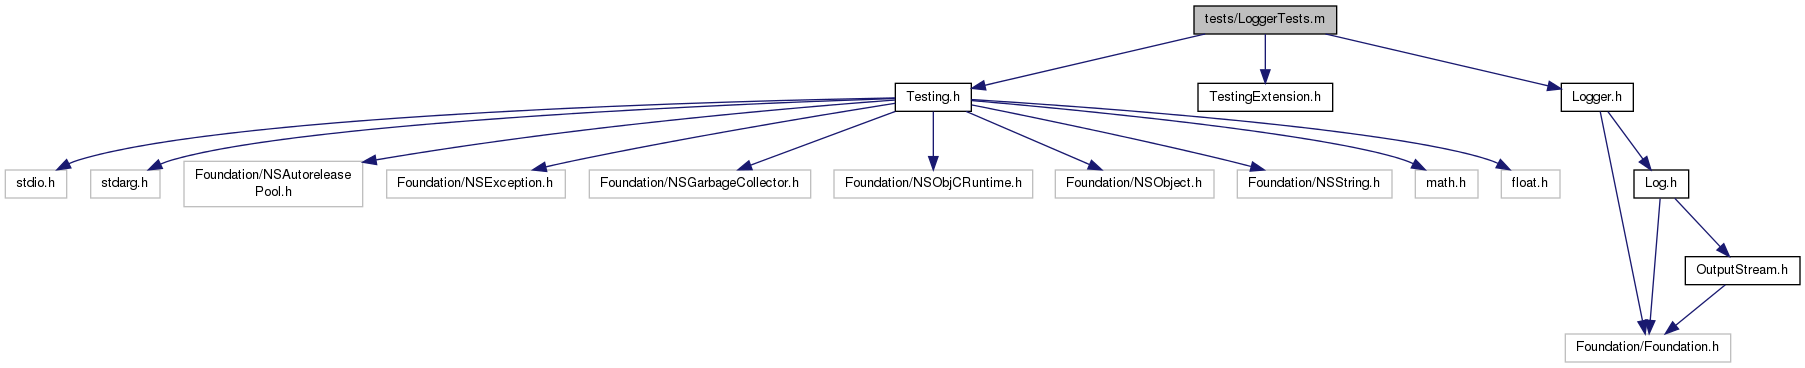 tests/LoggerTests.m
Testing.h
TestingExtension.h
Logger.h
stdio.h
stdarg.h
Foundation/NSAutorelease
Pool.h
Foundation/NSException.h
Foundation/NSGarbageCollector.h
Foundation/NSObjCRuntime.h
Foundation/NSObject.h
Foundation/NSString.h
math.h
float.h
Log.h
OutputStream.h
Foundation/Foundation.h